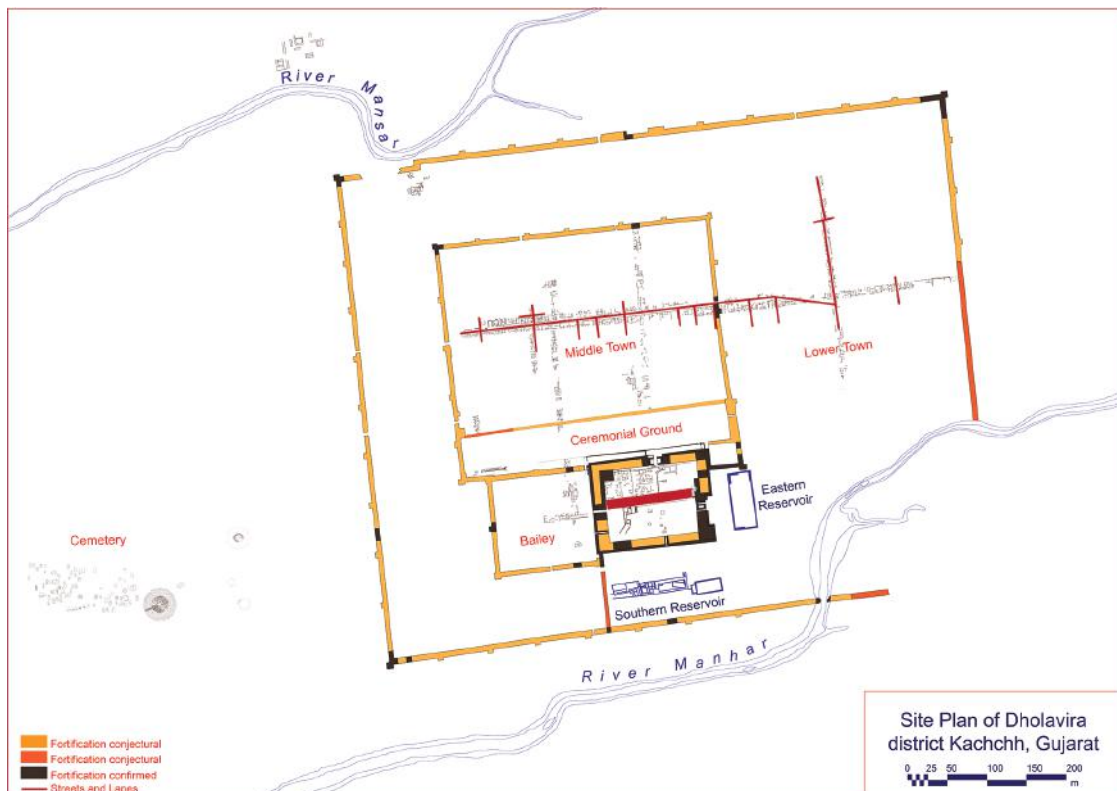 River Mansar
Middle Town
Lower Town
Ceremonial Ground
Eastern
Reservoir
Cemetery
Bailey
Southern Reservoir
River Manhar
Fortification conjectural
Fortification conjectural
Fortification confirmed
Streets and Lanes
Site Plan of Dholavira
district Kachchh, Gujarat
0 25 50 100 150 200
m